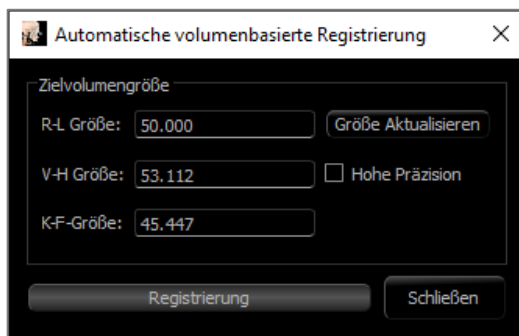 Automatische volumenbasierte Registrierung
Zielvolumengröße
R-L Größe: 50.000 Größe Aktualisieren
V-H Größe: 53.112 Hohe Präzision
K-F-Größe: 45.447
Registrierung Schließen